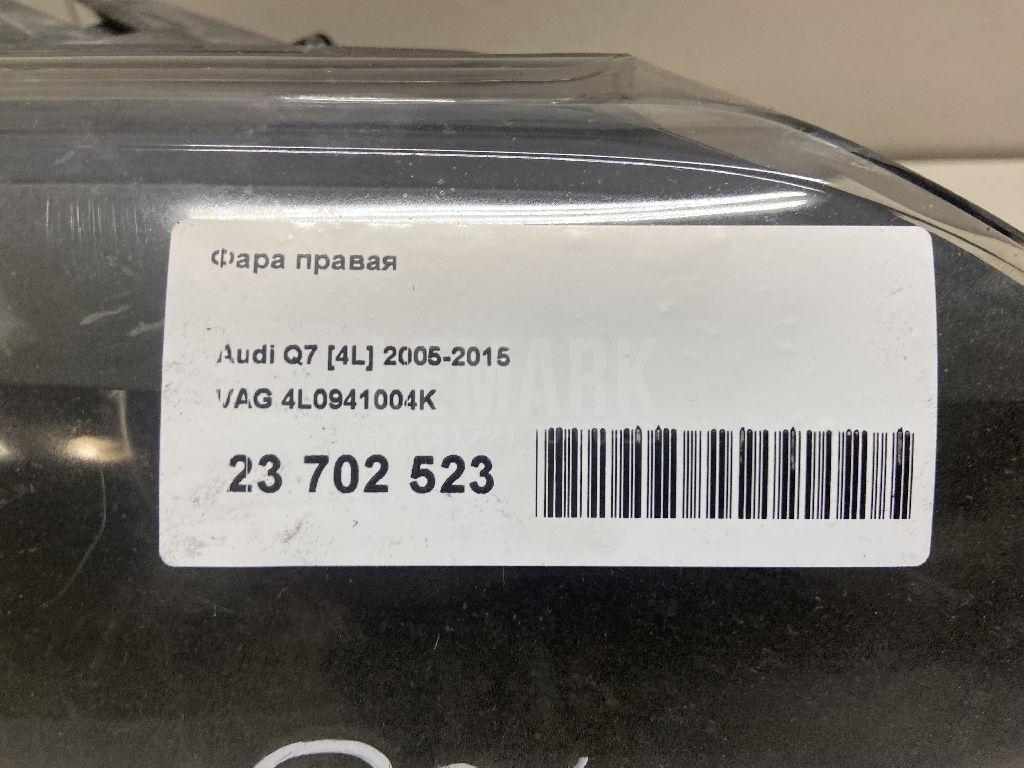 Фара правая
Audi Q7 [4L] 2005-2015
VAG 4L0941004K
23 702 523